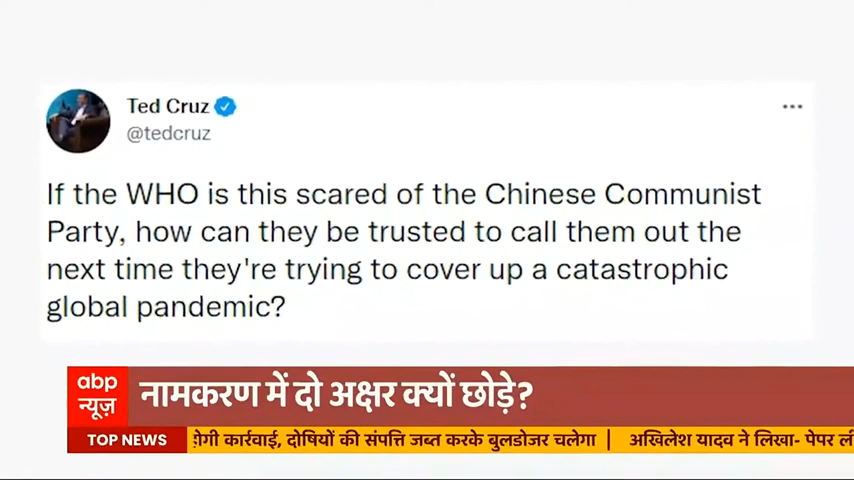 Ted Cruz
@tedcruz
If the WHO is this scared of the Chinese Communist
Party, how can they be trusted to call them out the
next time they're trying to cover up a catastrophic
global pandemic?
abp
न्यूज़
नामकरण में दो अक्षर क्यों छोड़े?
TOP NEWS
कार्रवाई, दोषियों की संपत्ति जब्त करके बुलडोजर चलेगा | अखिलेश यादव ने लिखा- पेपर